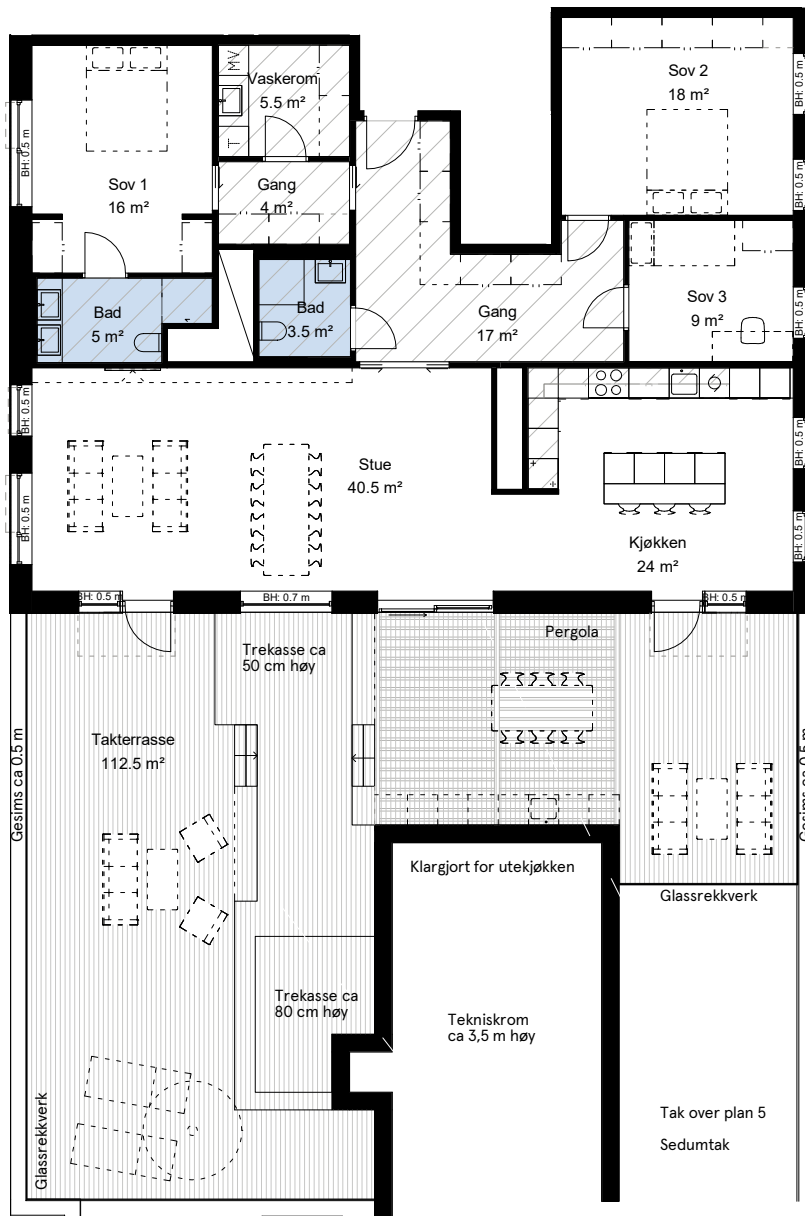 MV
Vaskerom
5.5 m²
T
Sov 2
18 m²
BH: 0.5 m
BH: 0.5 m
Sov 1
16 m²
Gang
4 m²
BH: 0.5 m
Bad
5 m²
Bad
3.5 m²
Gang
17 m²
Sov 3
9 m²
BH: 0.5 m
BH: 0.5 m
BH: 0.5 m
Stue
40.5 m²
Kjøkken
24 m²
BH: 0.5 m
BH: 0.5 m
BH: 0.5 m
BH: 0.7 m
BH: 0.5 m
Trekasse ca
50 cm høy
Pergola
Takterrasse
112.5 m²
Gesims ca 0.5 m
Gesims ca 0.5 m
Klargjort for utekjøkken
Glassrekkverk
Trekasse ca
80 cm høy
Tekniskrom
ca 3,5 m høy
Glassrekkverk
Tak over plan 5
Sedumtak